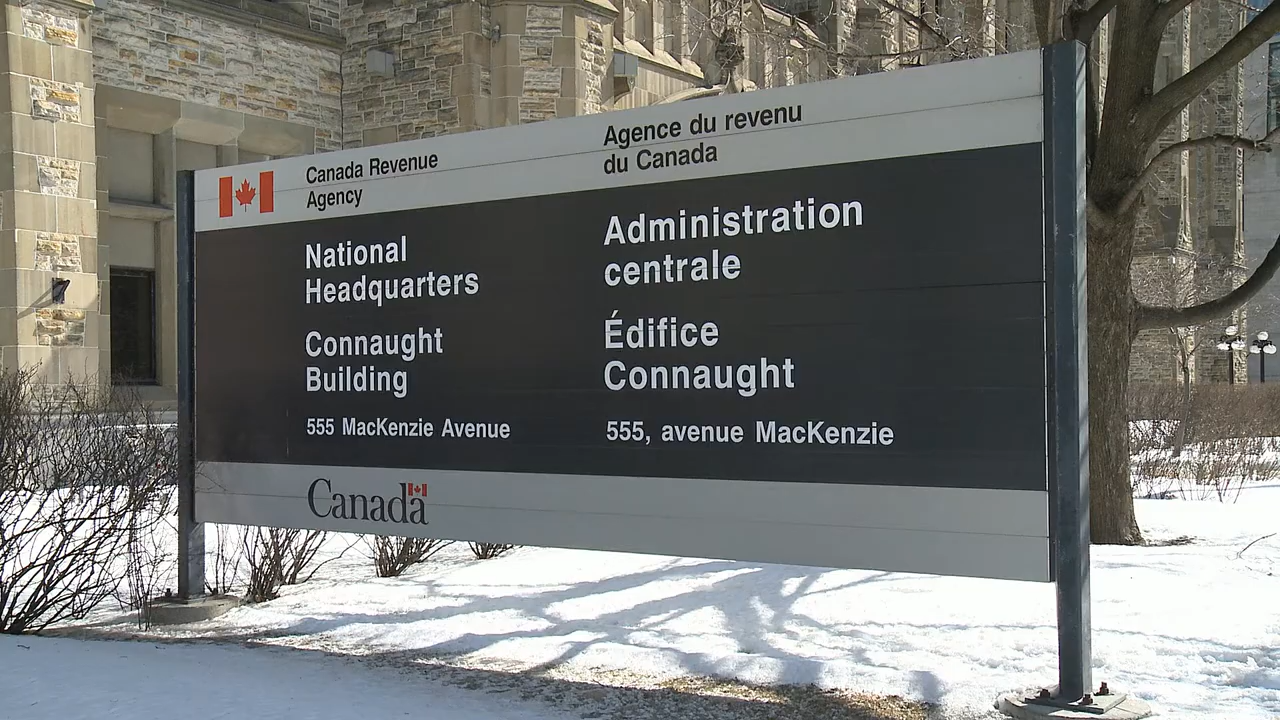 Canada Revenue
Agency
Agence du revenu
du Canada
National
Headquarters
Connaught
Building
555 MacKenzie Avenue
Administration
centrale
Édifice
Connaught
555, avenue MacKenzie
Canada